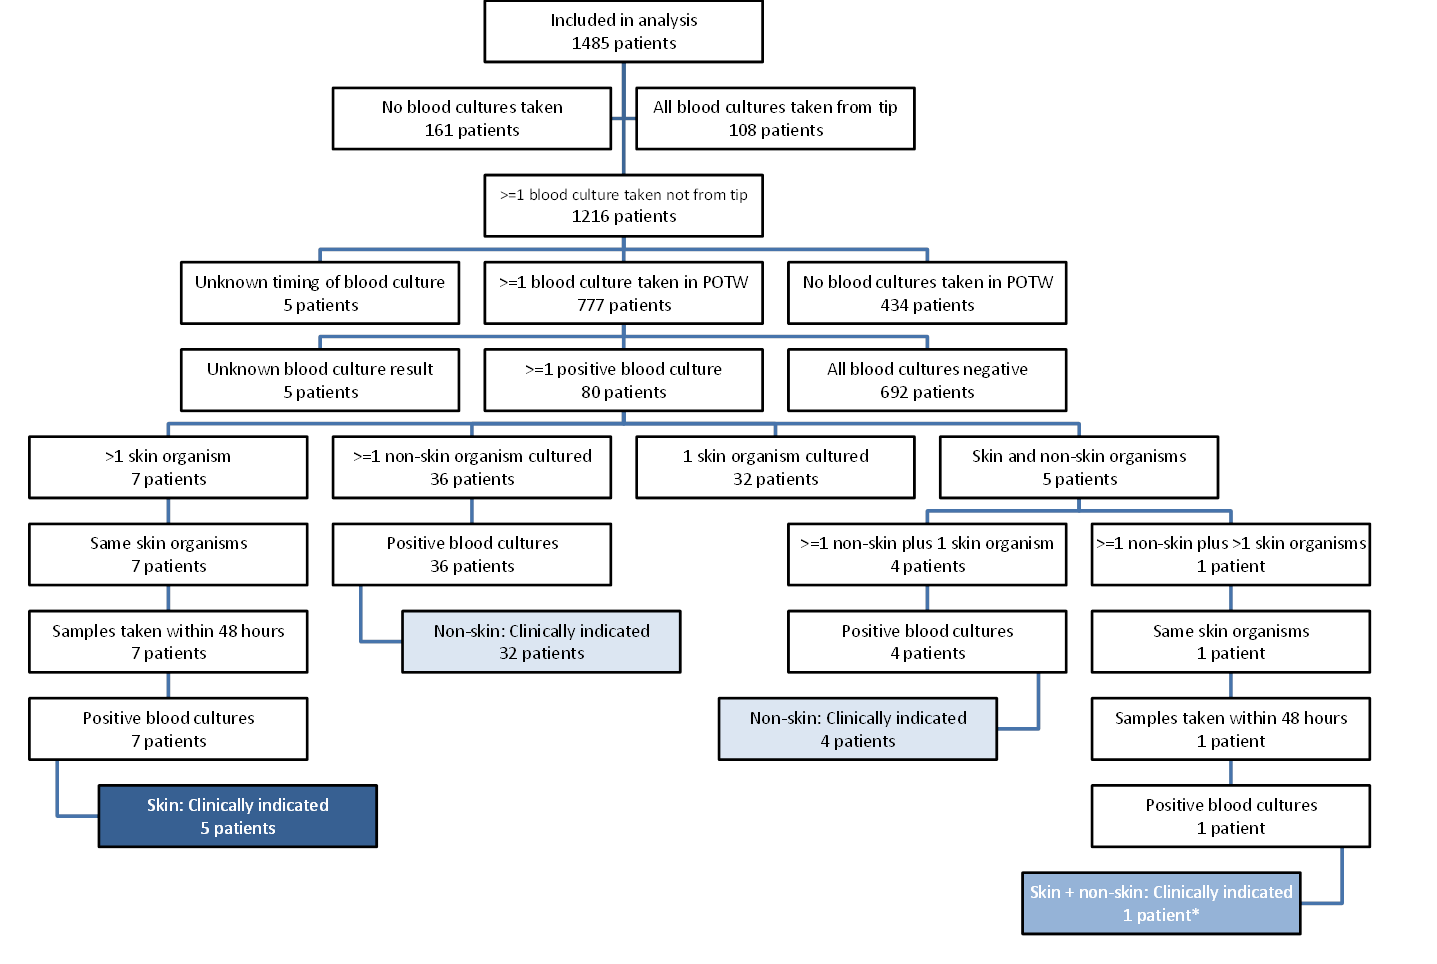 Included in analysis
1485 patients
No blood cultures taken
161 patients
All blood cultures taken from tip
108 patients
>=1 blood culture taken not from tip
1216 patients
Unknown timing of blood culture
5 patients
>=1 blood culture taken in POTW
777 patients
No blood cultures taken in POTW
434 patients
Unknown blood culture result
5 patients
>=1 positive blood culture
80 patients
All blood cultures negative
692 patients
>1 skin organism
7 patients
>=1 non-skin organism cultured
36 patients
1 skin organism cultured
32 patients
Skin and non-skin organisms
5 patients
Same skin organisms
7 patients
Positive blood cultures
36 patients
>=1 non-skin plus 1 skin organism
4 patients
>=1 non-skin plus >1 skin organisms
1 patient
Samples taken within 48 hours
7 patients
Non-skin: Clinically indicated
32 patients
Positive blood cultures
4 patients
Same skin organisms
1 patient
Positive blood cultures
7 patients
Non-skin: Clinically indicated
4 patients
Samples taken within 48 hours
1 patient
Skin: Clinically indicated
5 patients
Positive blood cultures
1 patient
Skin + non-skin: Clinically indicated
1 patient*